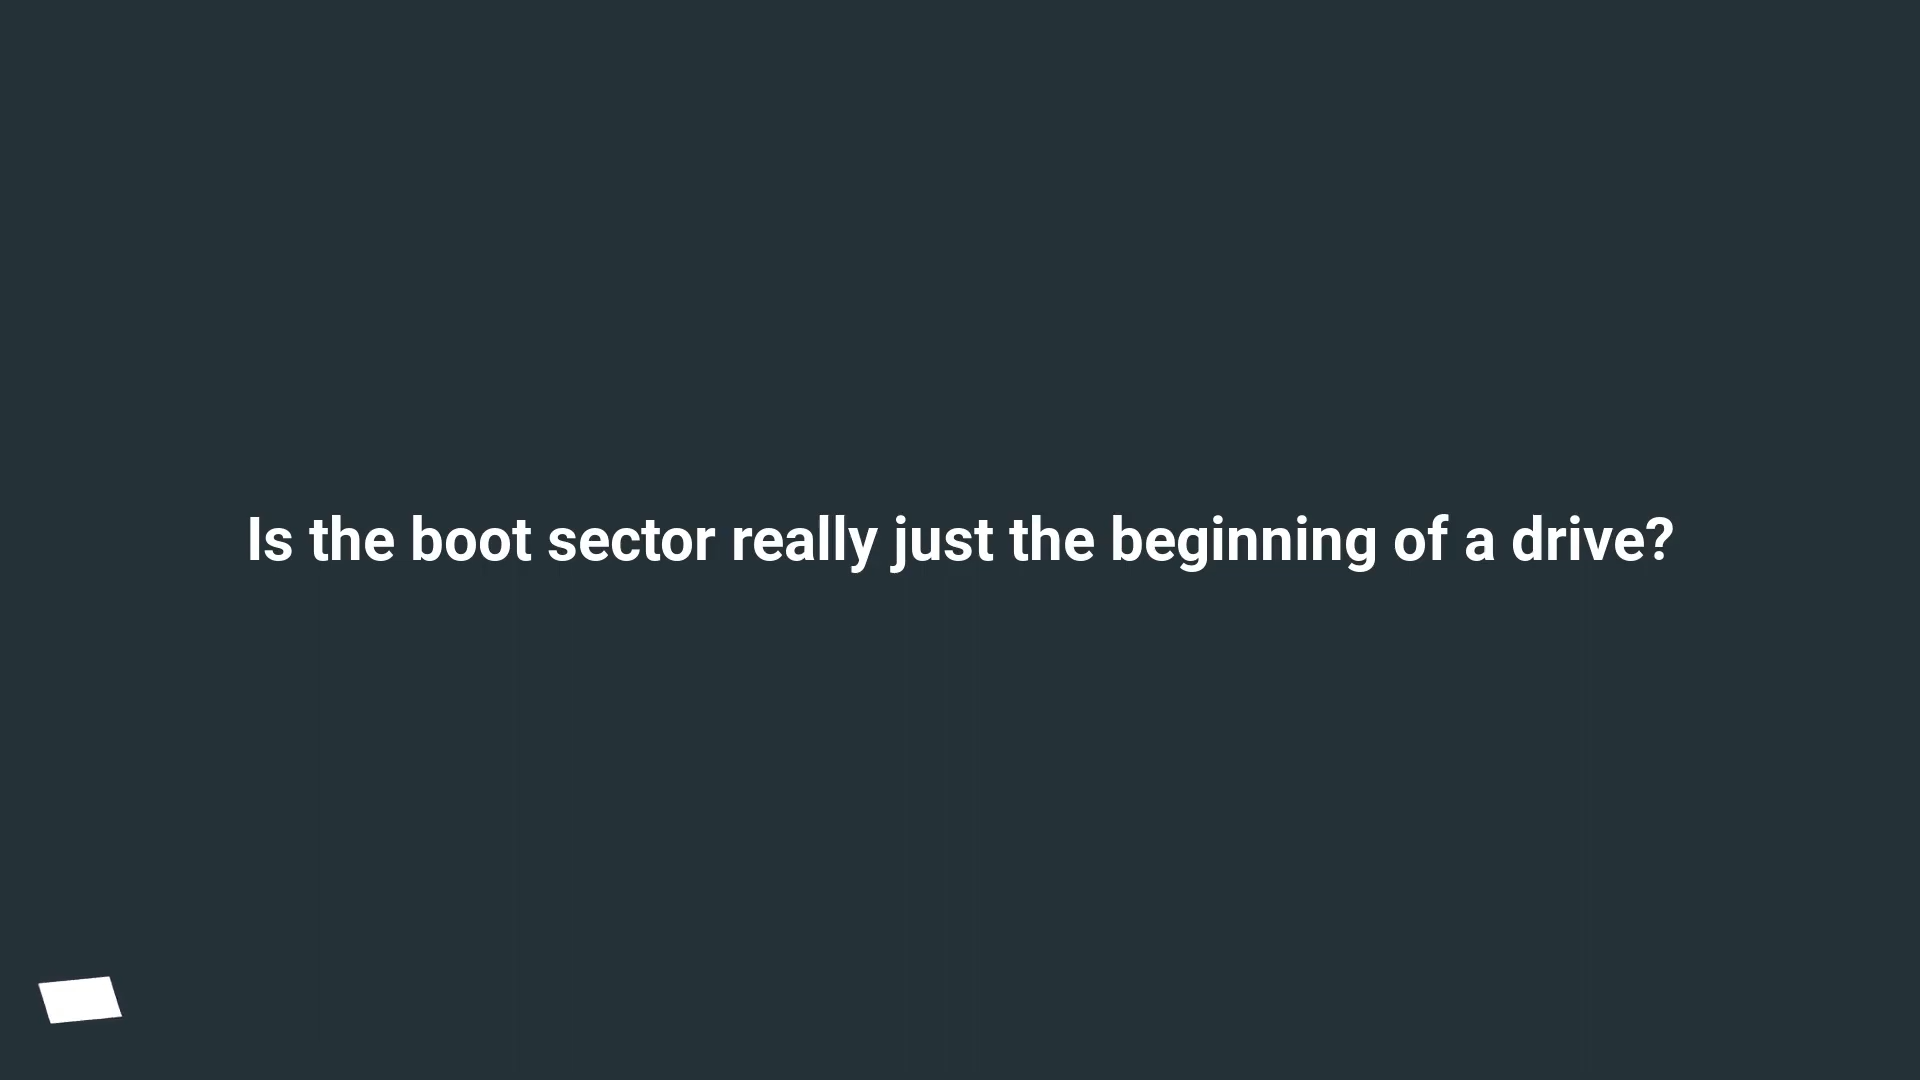 Is the boot sector really just the beginning of a drive?